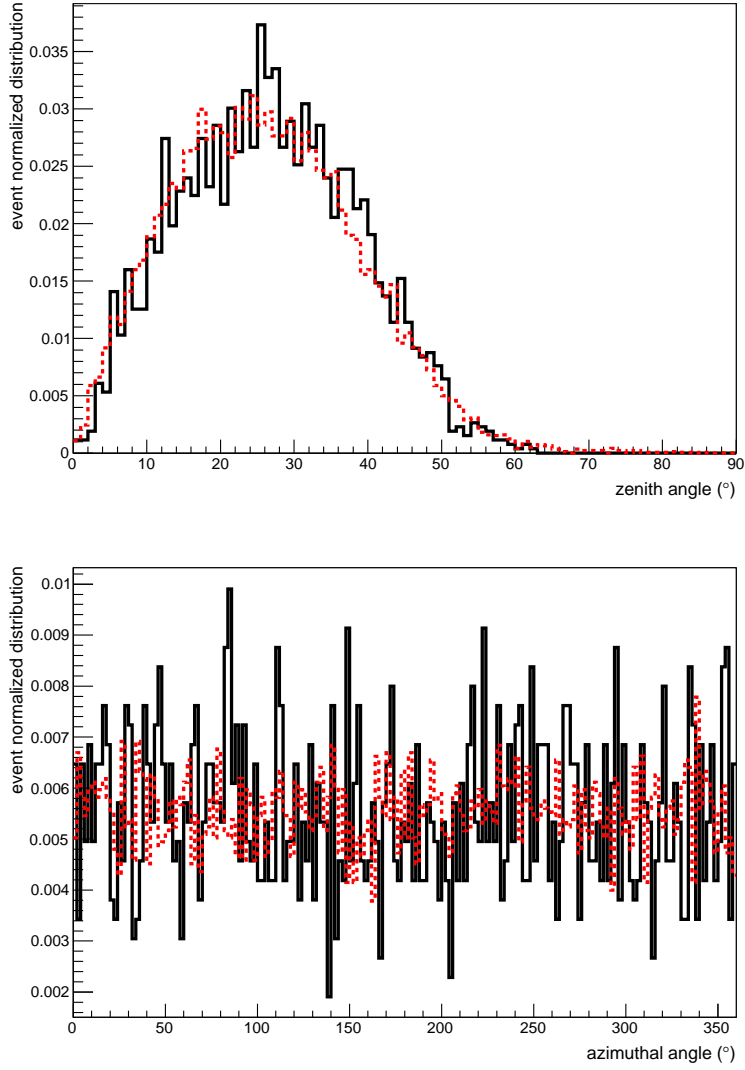 event normalized distribution
0.035
0.03
0.025
0.02
0.015
0.01
0.005
0
0 10 20 30 40 50 60 70 80 90
zenith angle (°)
event normalized distribution
0.01
0.009
0.008
0.007
0.006
0.005
0.004
0.003
0.002
0 50 100 150 200 250 300 350
azimuthal angle (°)